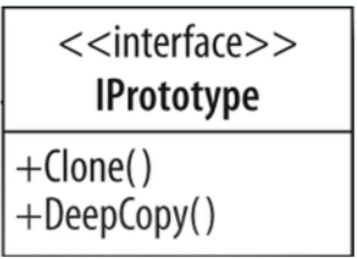 <<interface>>
IPrototype
+Clone()
+DeepCopy()